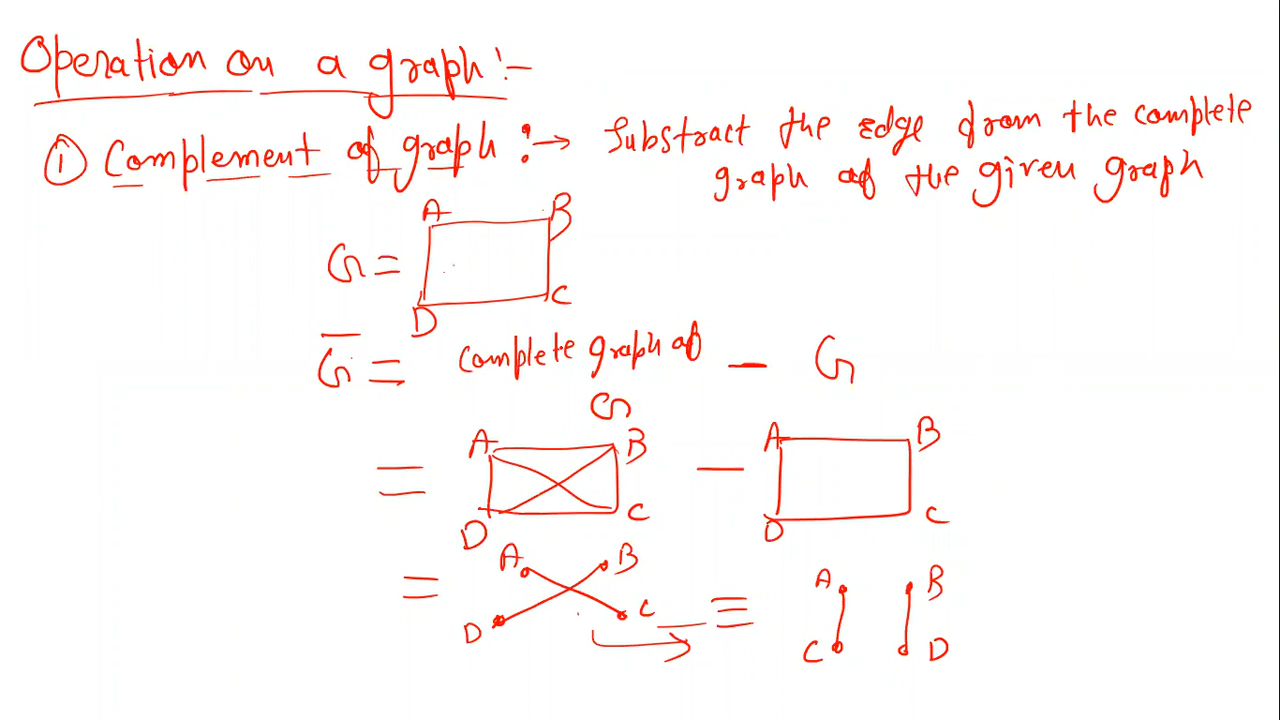 Operation on a graph :-
① Complement of graph :→ Substract the edge from the complete
graph of the given graph
A B
G =
D C
G̅ = Complete graph of - G
G
= A B - A B
D C D C
= A B = A B
D C C D